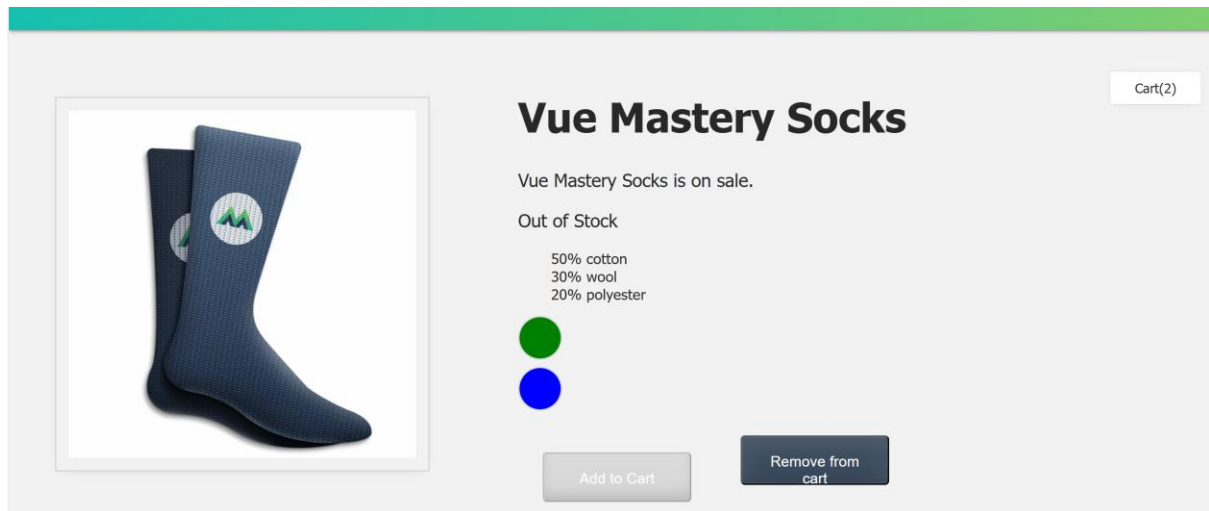 Cart(2)
Vue Mastery Socks
Vue Mastery Socks is on sale.
Out of Stock
50% cotton
30% wool
20% polyester
Add to Cart
Remove from
cart